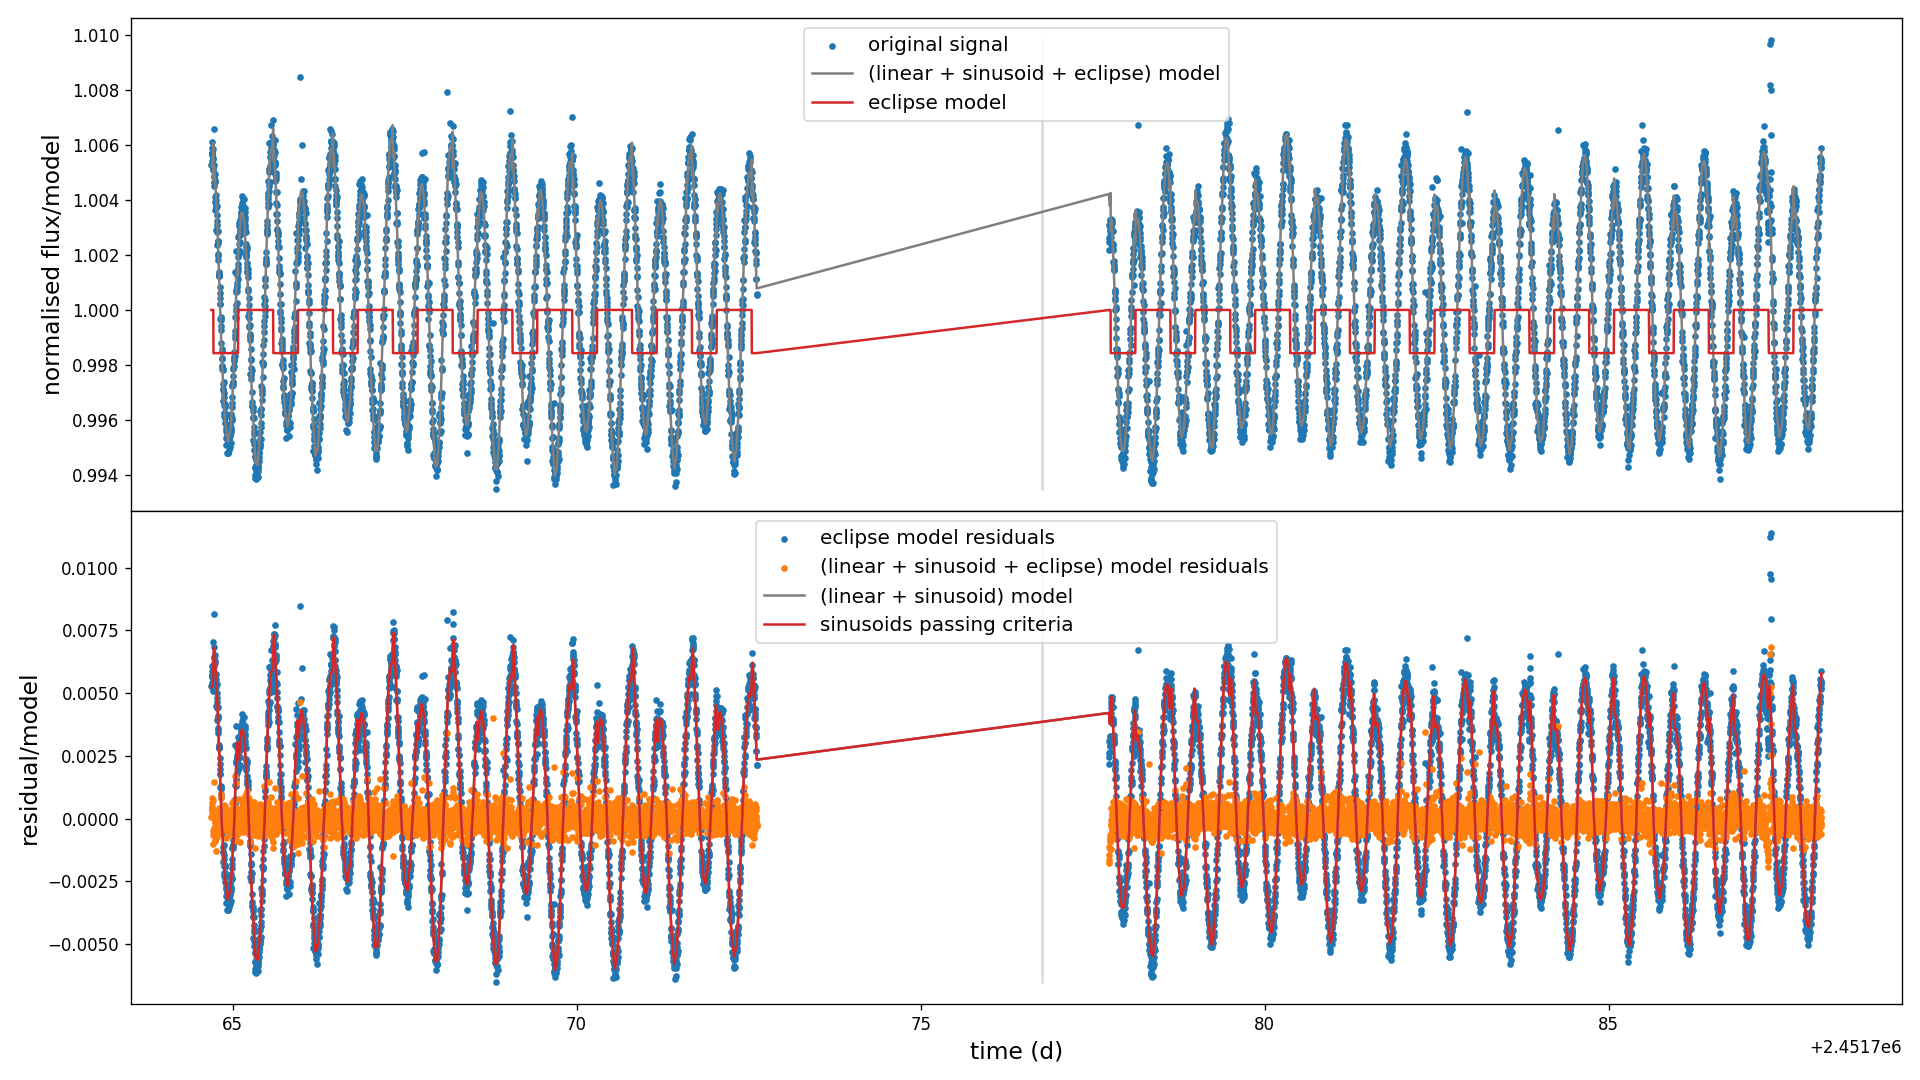 1.010
1.008
1.006
1.004
1.002
1.000
0.998
0.996
0.994
normalised flux/model
original signal
(linear + sinusoid + eclipse) model
eclipse model
0.0100
0.0075
0.0050
0.0025
0.0000
−0.0025
−0.0050
residual/model
eclipse model residuals
(linear + sinusoid + eclipse) model residuals
(linear + sinusoid) model
sinusoids passing criteria
65
70
75
80
85
time (d)
+2.4517e6